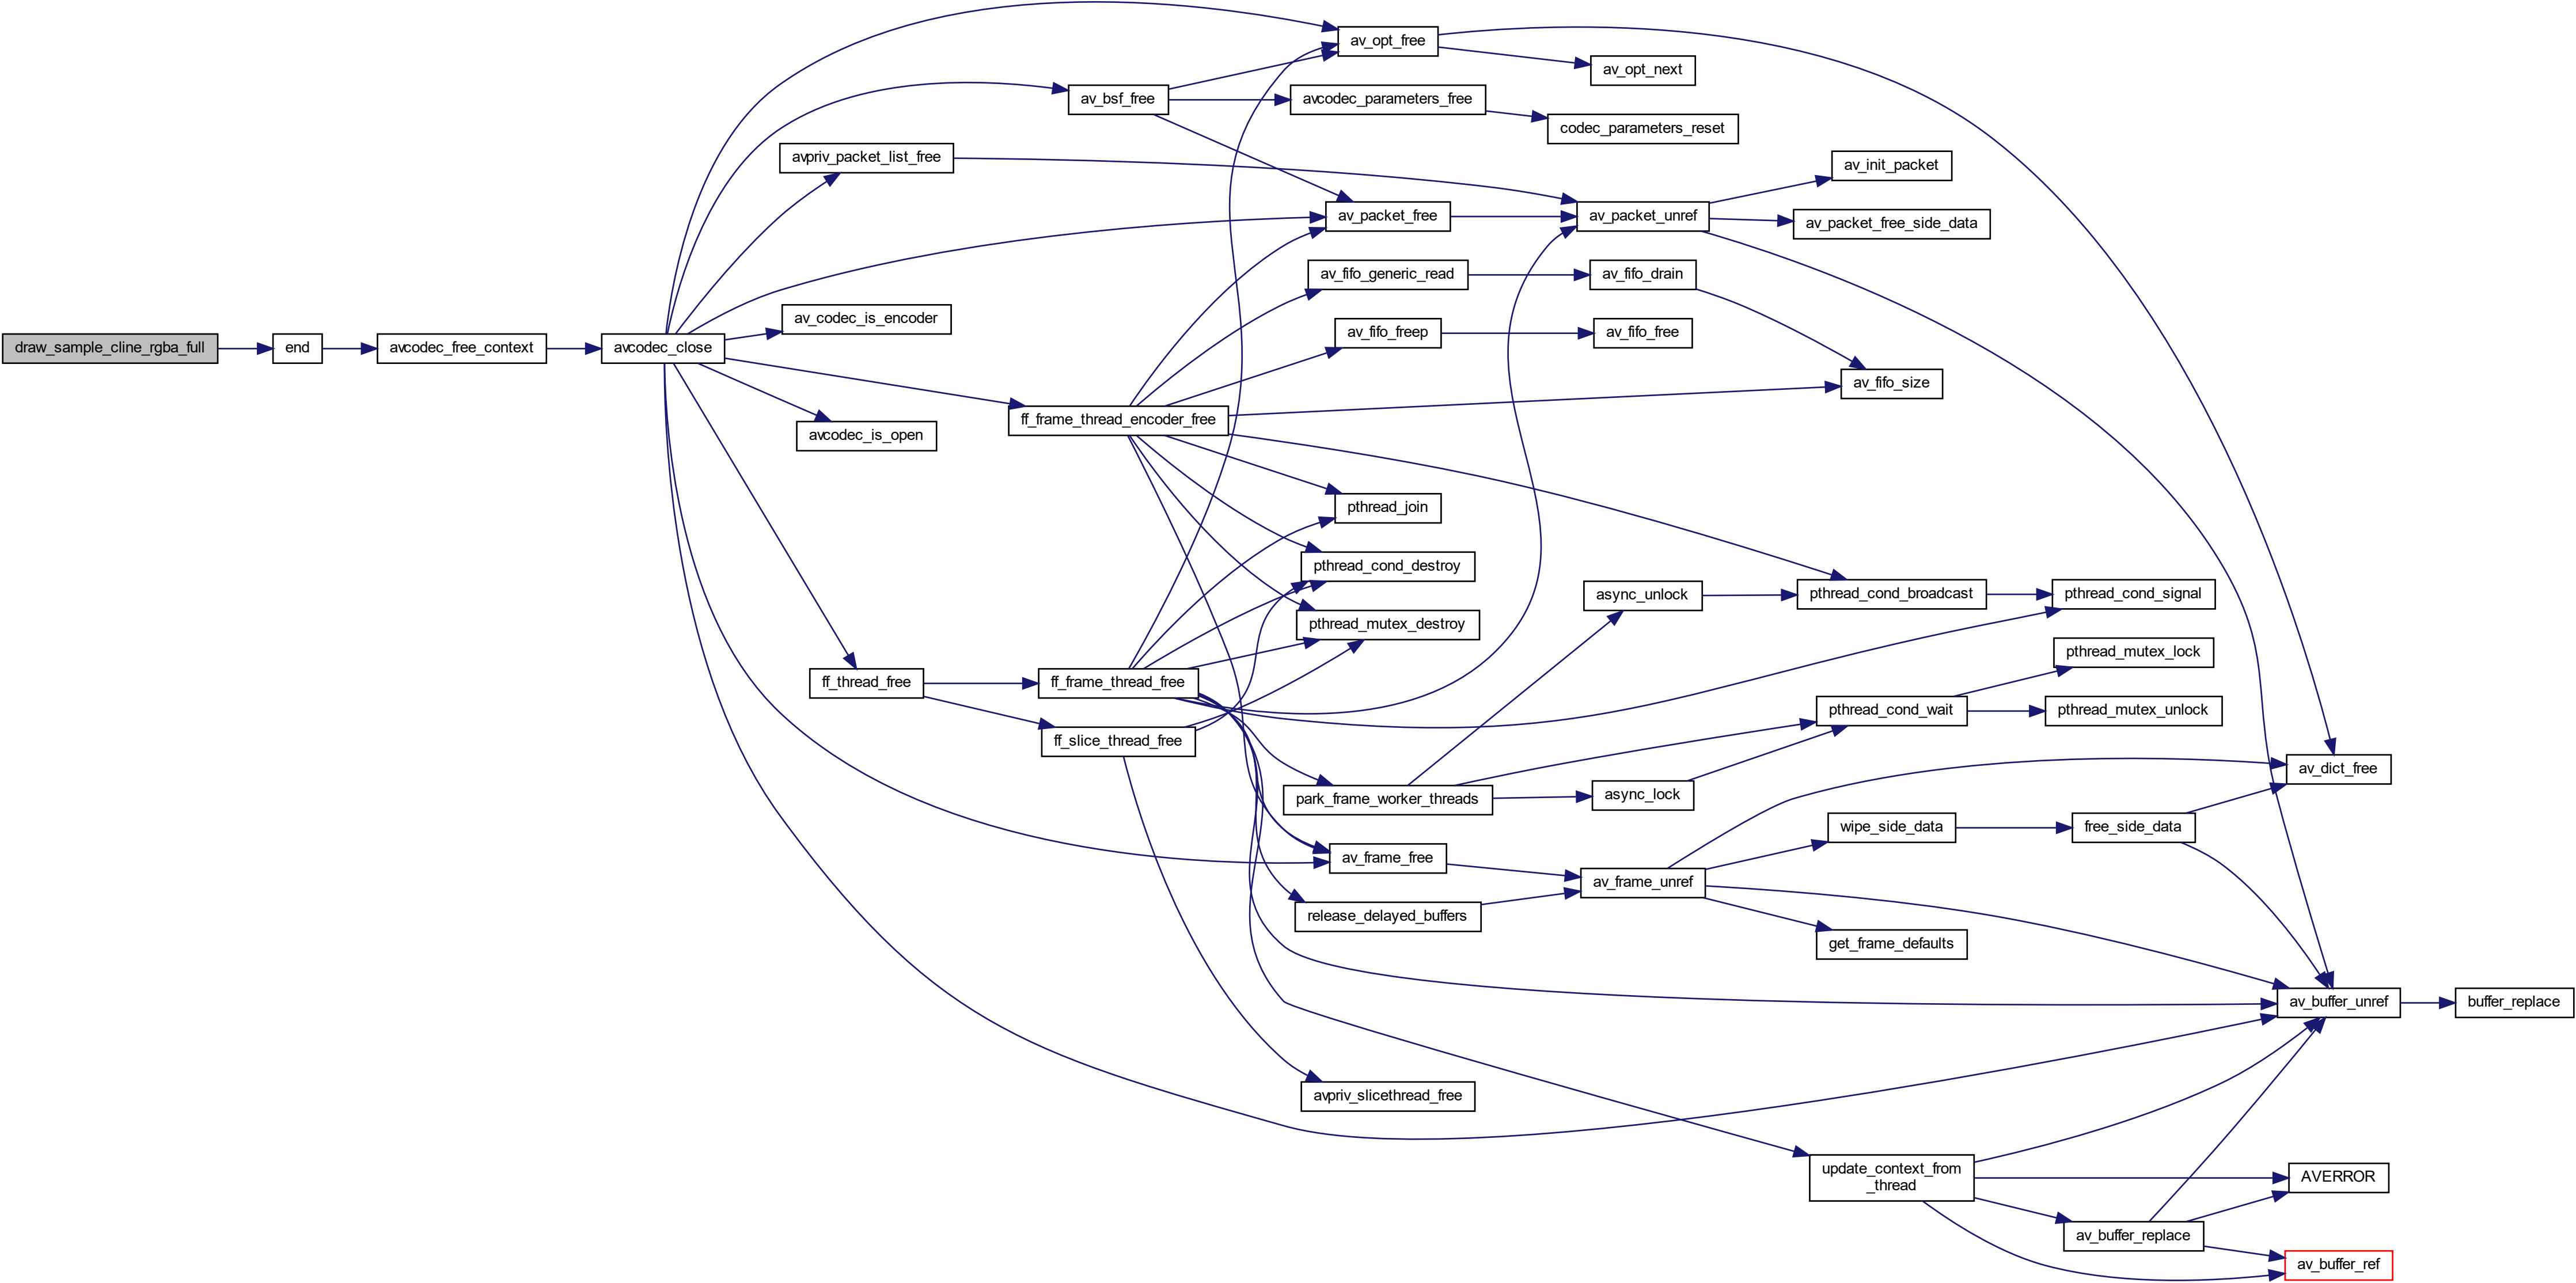 av_opt_free
av_opt_next
av_bsf_free
avcodec_parameters_free
codec_parameters_reset
avpriv_packet_list_free
av_init_packet
av_packet_free
av_packet_unref
av_packet_free_side_data
av_fifo_generic_read
av_fifo_drain
av_codec_is_encoder
av_fifo_freep
av_fifo_free
draw_sample_cline_rgba_full
end
avcodec_free_context
avcodec_close
av_fifo_size
ff_frame_thread_encoder_free
avcodec_is_open
pthread_join
pthread_cond_destroy
async_unlock
pthread_cond_broadcast
pthread_cond_signal
pthread_mutex_destroy
pthread_mutex_lock
ff_thread_free
ff_frame_thread_free
pthread_cond_wait
pthread_mutex_unlock
ff_slice_thread_free
av_dict_free
park_frame_worker_threads
async_lock
wipe_side_data
free_side_data
av_frame_free
av_frame_unref
release_delayed_buffers
get_frame_defaults
av_buffer_unref
buffer_replace
avpriv_slicethread_free
update_context_from
_thread
AVERROR
av_buffer_replace
av_buffer_ref